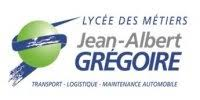 LYCÉE DES MÉTIERS
Jean-Albert
GRÉGOIRE
TRANSPORT - LOGISTIQUE - MAINTENANCE AUTOMOBILE